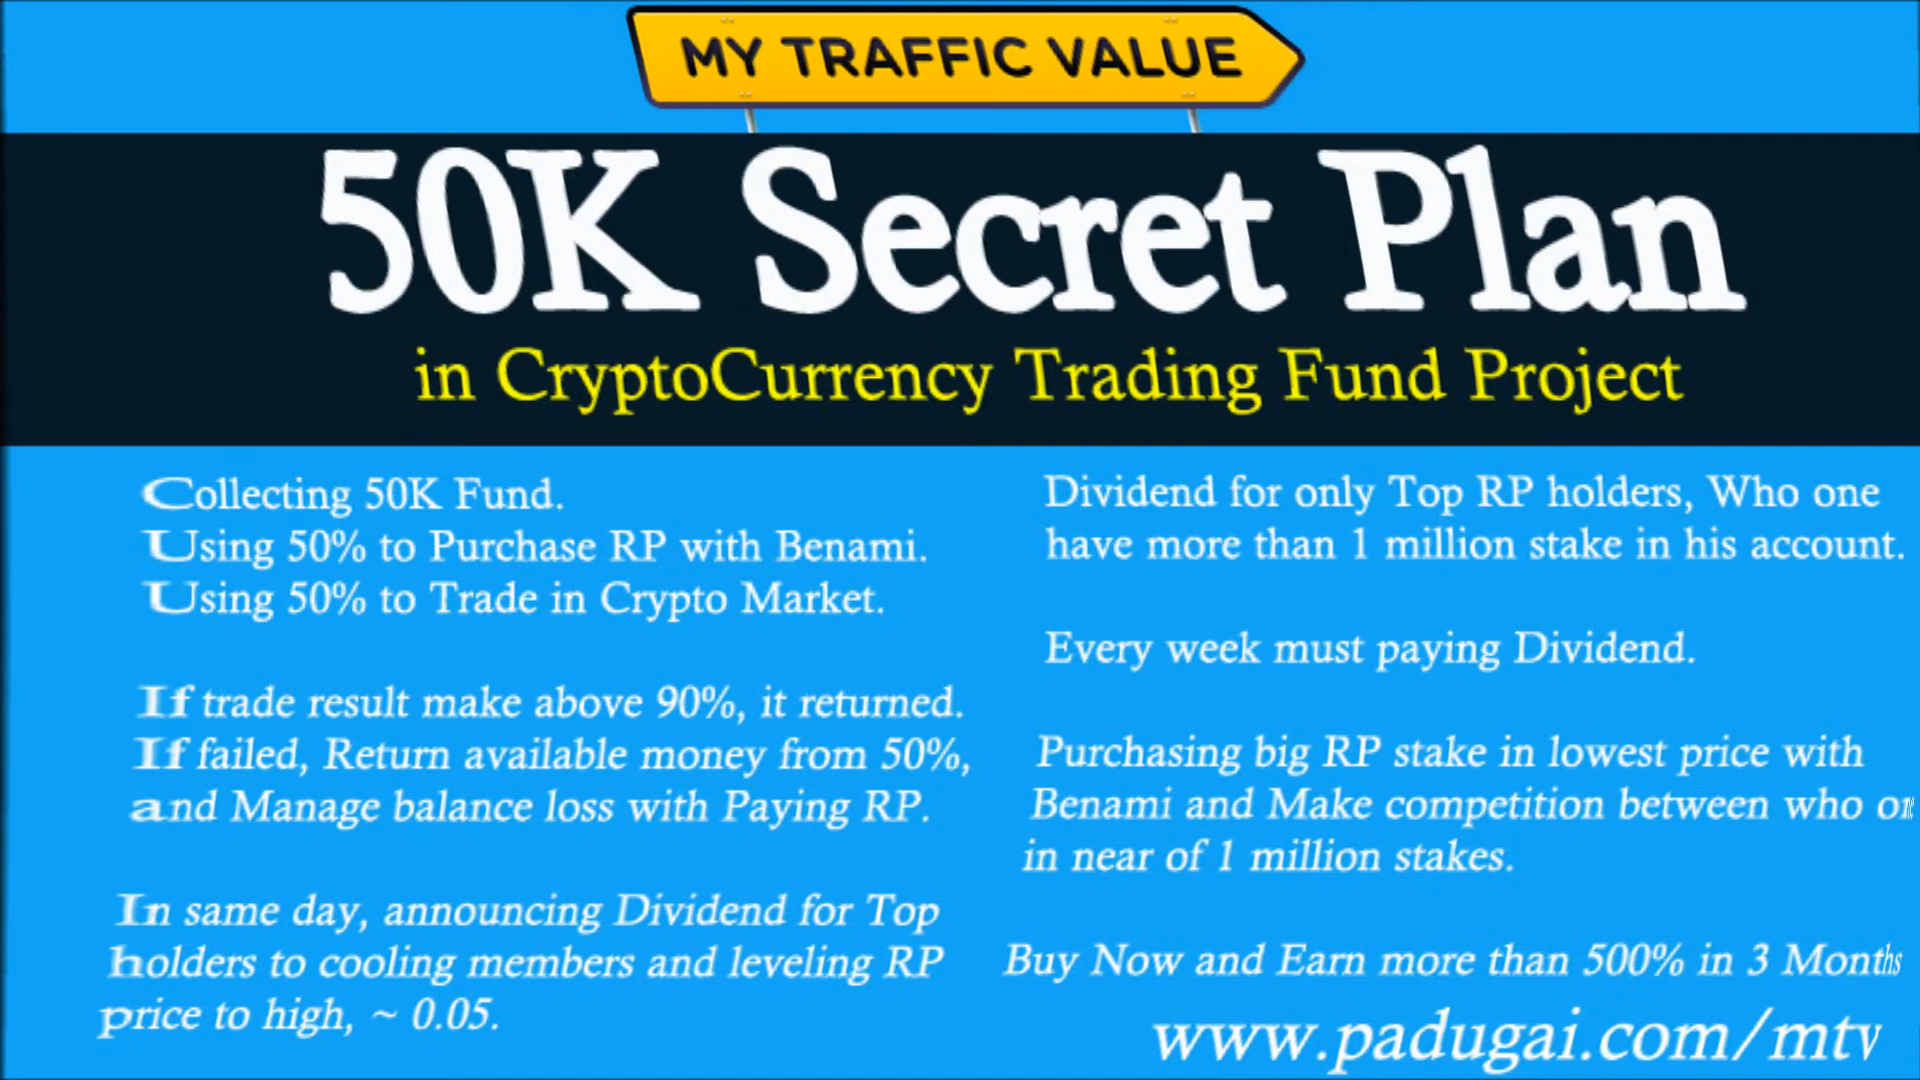 MY TRAFFIC VALUE
50K Secret Plan
in CryptoCurrency Trading Fund Project
Collecting 50K Fund.
Using 50% to Purchase RP with Benami.
Using 50% to Trade in Crypto Market.
If trade result make above 90%, it returned.
If failed, Return available money from 50%,
and Manage balance loss with Paying RP.
In same day, announcing Dividend for Top
holders to cooling members and leveling RP
price to high, ~ 0.05.
Dividend for only Top RP holders, Who one
have more than 1 million stake in his account.
Every week must paying Dividend.
Purchasing big RP stake in lowest price with
Benami and Make competition between who
in near of 1 million stakes.
Buy Now and Earn more than 500% in 3 Months
www.padugai.com/mtv